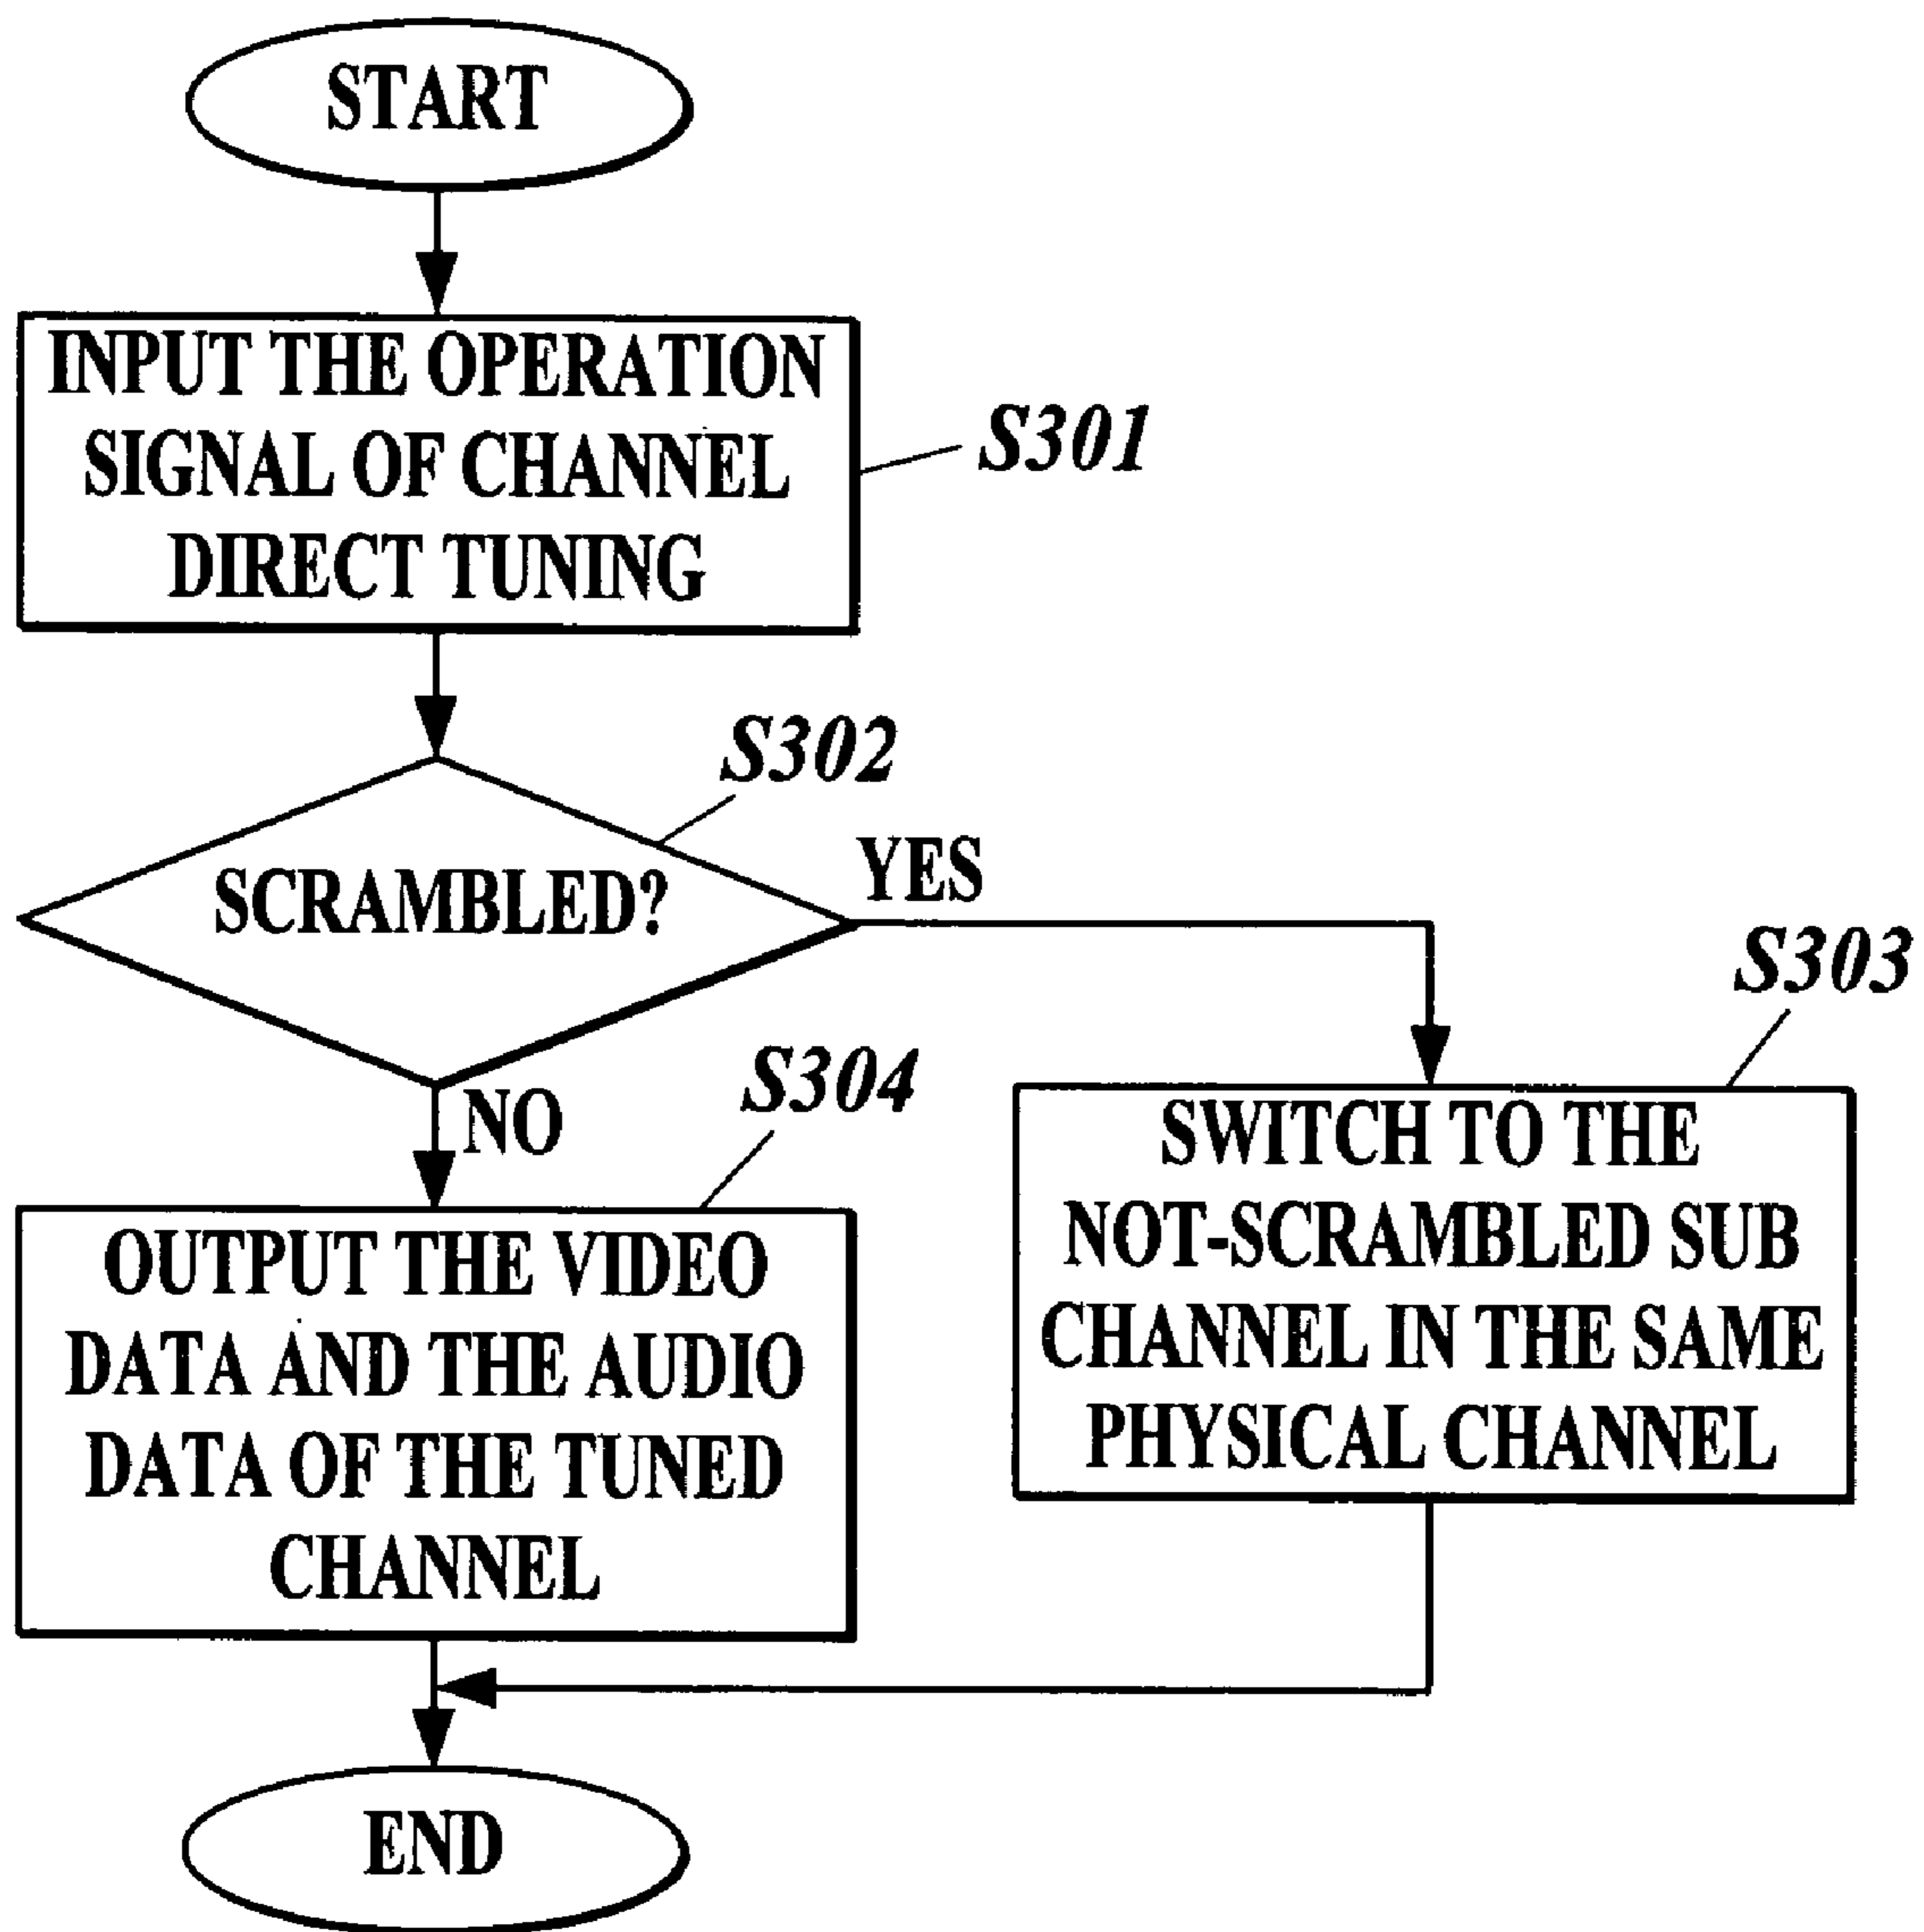 START
INPUT THE OPERATION
SIGNAL OF CHANNEL
DIRECT TUNING
S301
S302
SCRAMBLED?
YES
NO
S303
SWITCH TO THE
NOT-SCRAMBLED SUB
CHANNEL IN THE SAME
PHYSICAL CHANNEL
S304
OUTPUT THE VIDEO
DATA AND THE AUDIO
DATA OF THE TUNED
CHANNEL
END